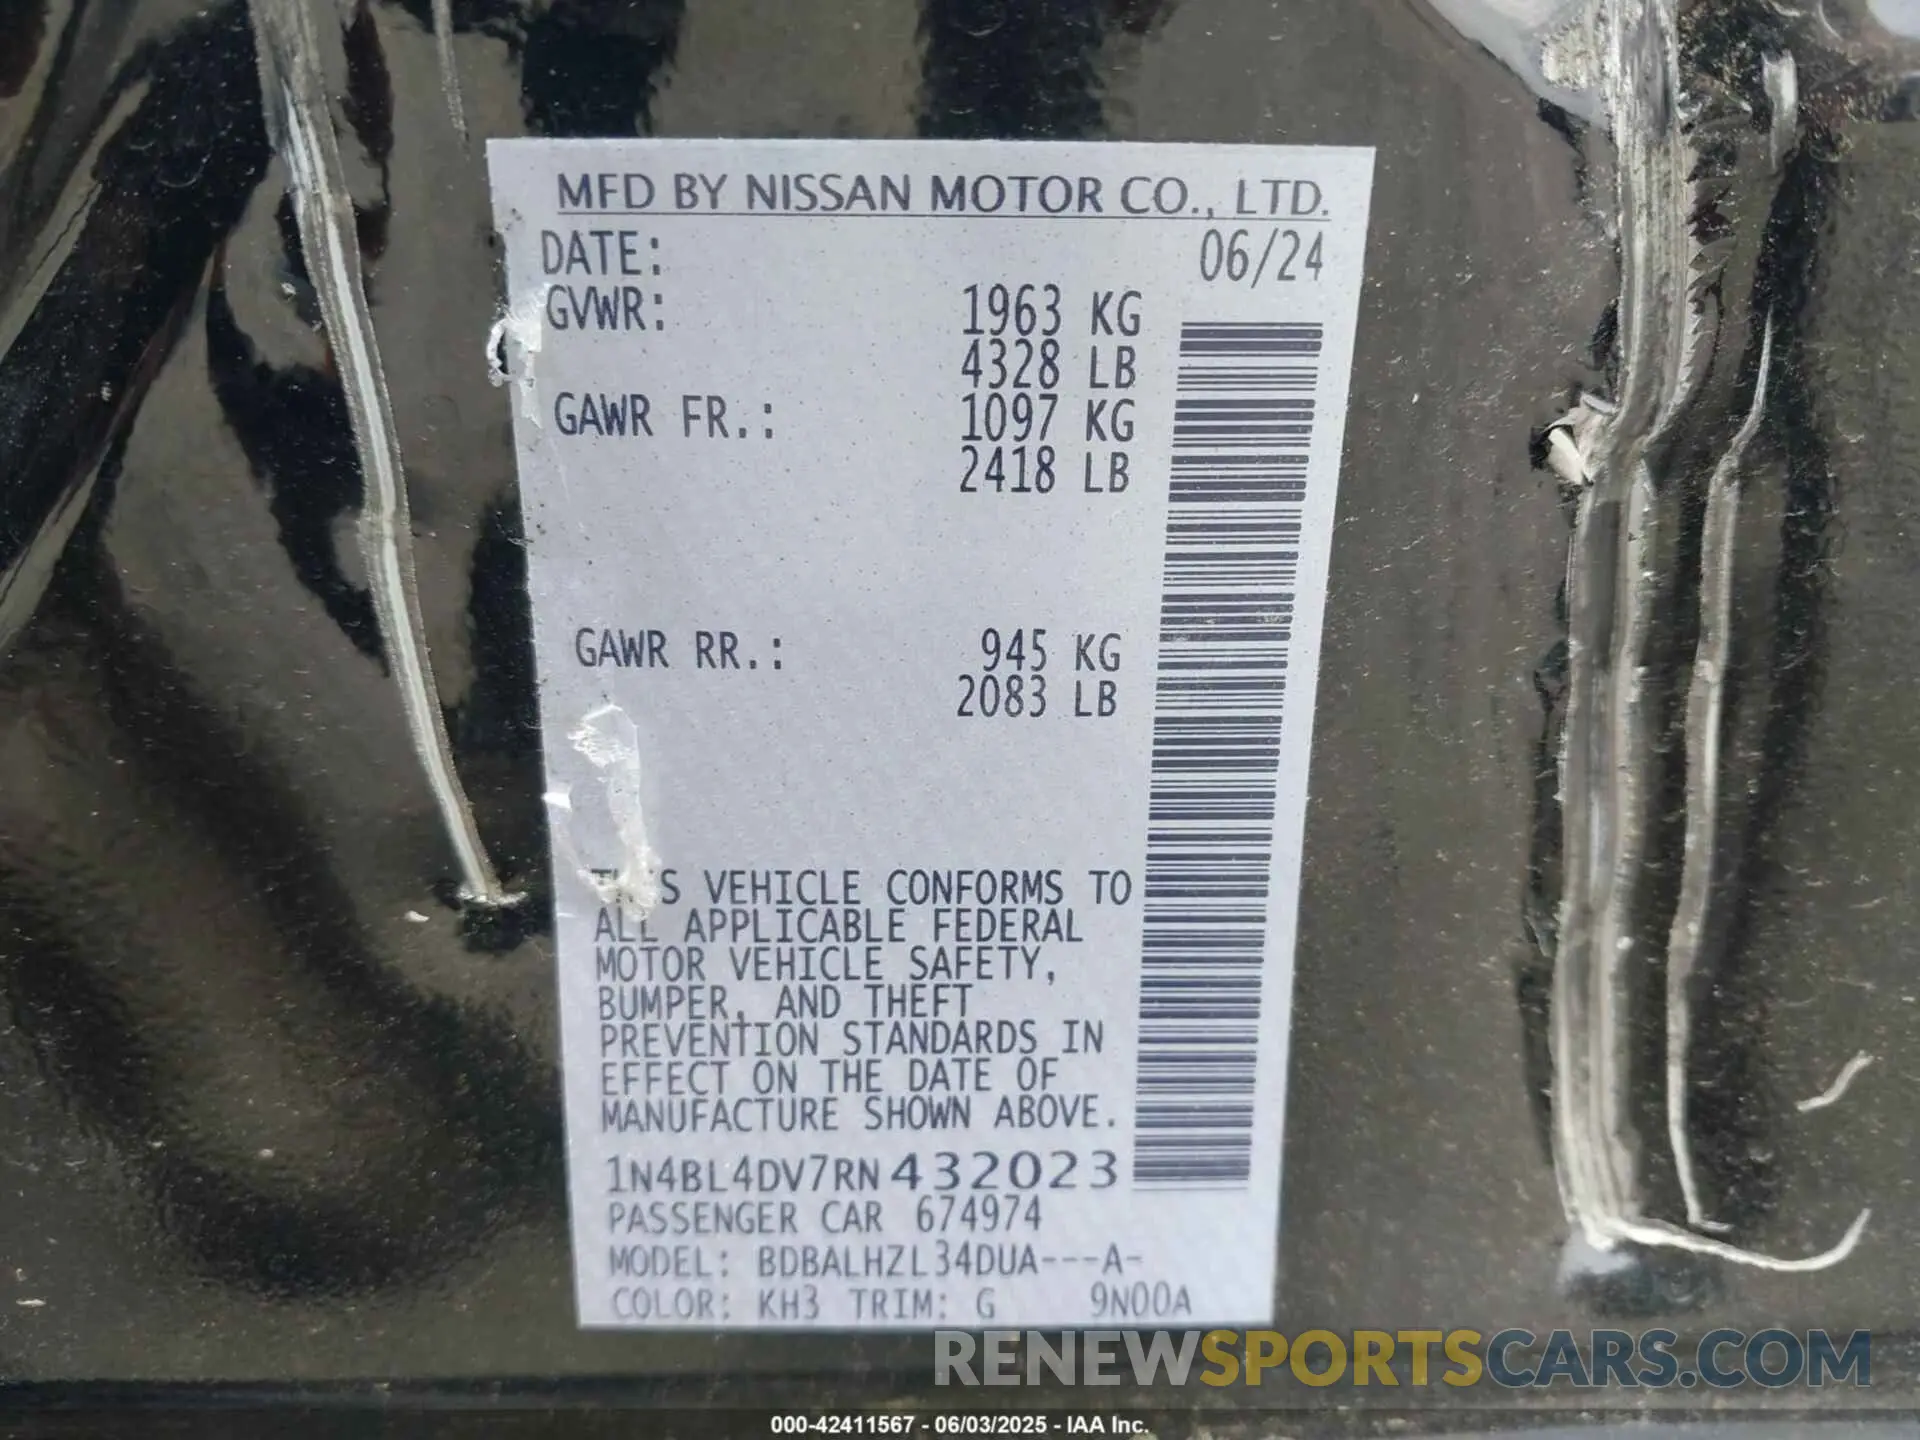 MFD BY NISSAN MOTOR CO., LTD.
DATE: 06/24
GVWR: 1963 KG
4328 LB
GAWR FR.: 1097 KG
2418 LB
GAWR RR.: 945 KG
2083 LB
THIS VEHICLE CONFORMS TO
ALL APPLICABLE FEDERAL
MOTOR VEHICLE SAFETY,
BUMPER, AND THEFT
PREVENTION STANDARDS IN
EFFECT ON THE DATE OF
MANUFACTURE SHOWN ABOVE.
1N4BL4DV7RN432023
PASSENGER CAR 674974
MODEL: BDBALHZL34DUA---A-
COLOR: KH3 TRIM: G 9N00A
RENEWSPORTSCARS.COM
000-42411567 - 06/03/2025 - IAA Inc.